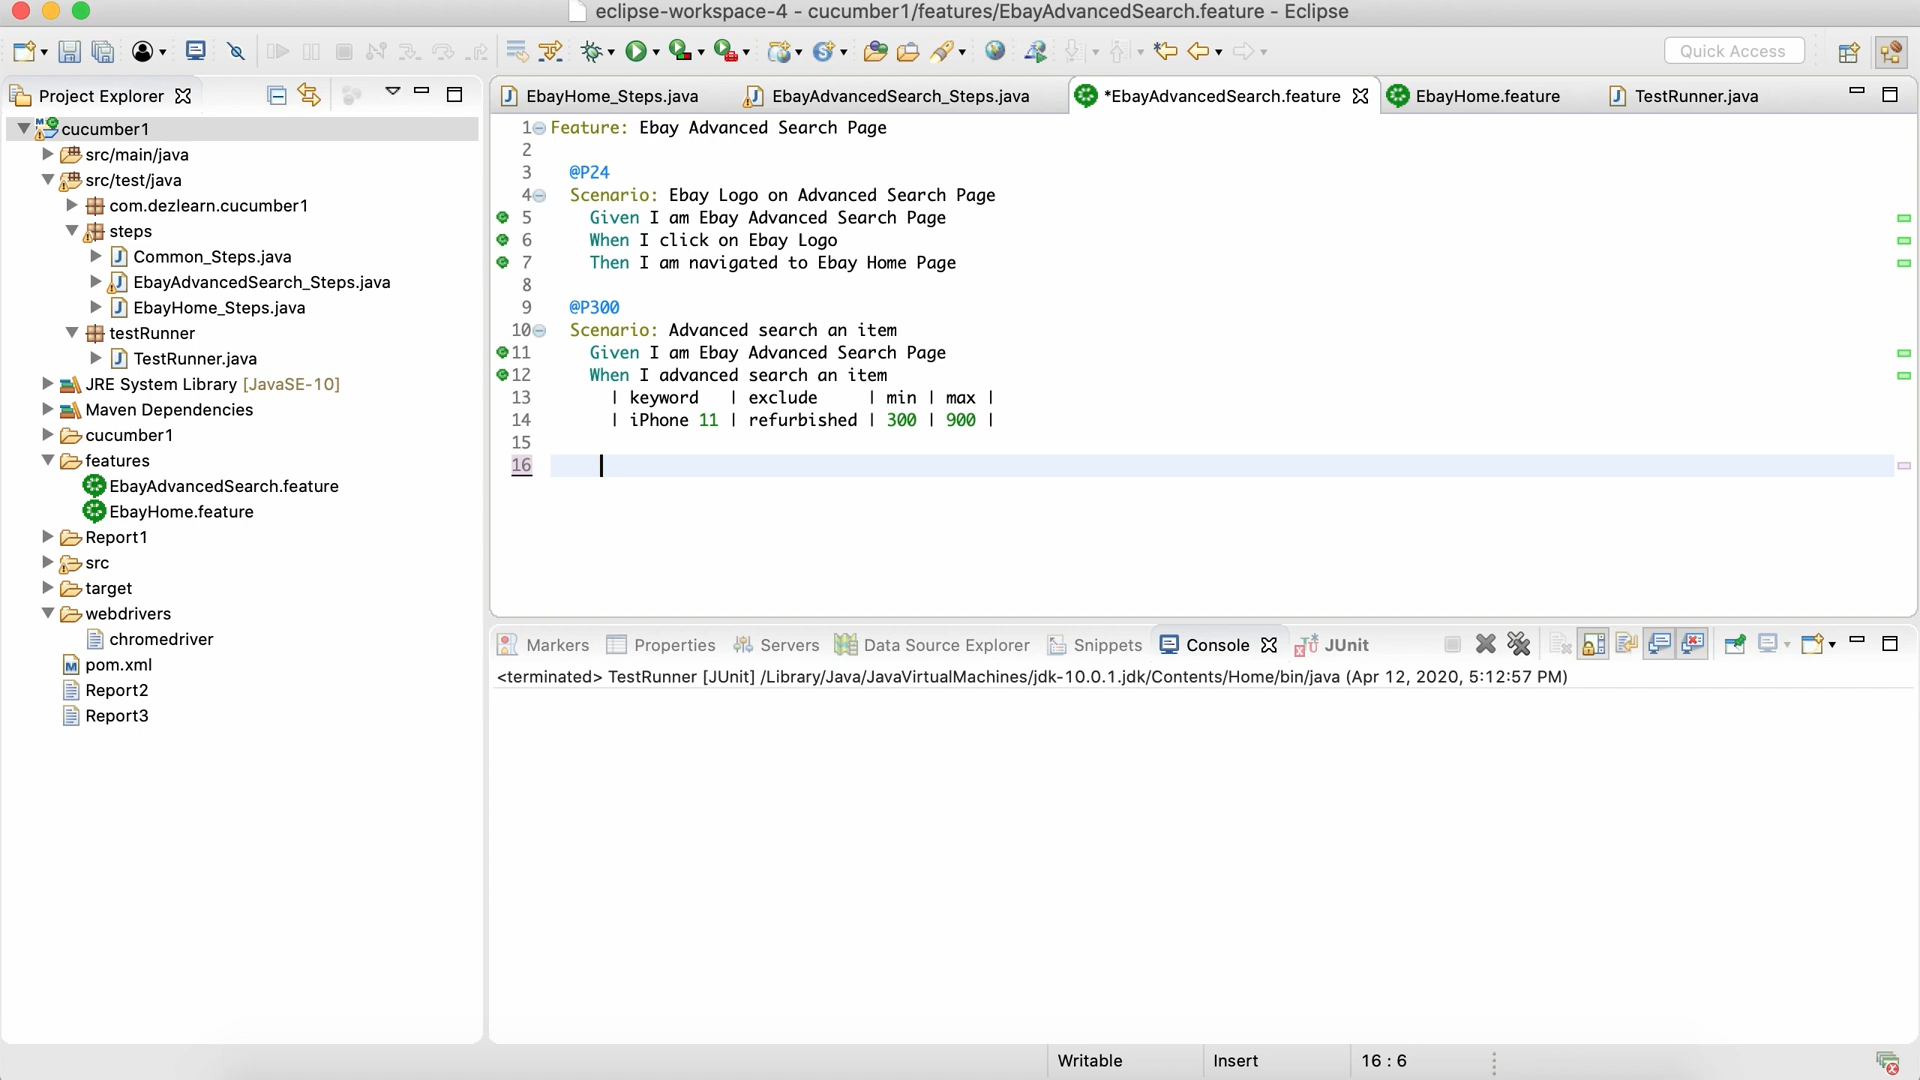 eclipse-workspace-4 - cucumber1/features/EbayAdvancedSearch.feature - Eclipse
Quick Access
Project Explorer
EbayHome_Steps.java
EbayAdvancedSearch_Steps.java
*EbayAdvancedSearch.feature
EbayHome.feature
TestRunner.java
cucumber1
src/main/java
src/test/java
com.dezlearn.cucumber1
steps
Common_Steps.java
EbayAdvancedSearch_Steps.java
EbayHome_Steps.java
testRunner
TestRunner.java
JRE System Library [JavaSE-10]
Maven Dependencies
cucumber1
features
EbayAdvancedSearch.feature
EbayHome.feature
Report1
src
target
webdrivers
chromedriver
pom.xml
Report2
Report3
1 Feature: Ebay Advanced Search Page
2
3 @P24
4 Scenario: Ebay Logo on Advanced Search Page
5 Given I am Ebay Advanced Search Page
6 When I click on Ebay Logo
7 Then I am navigated to Ebay Home Page
8
9 @P300
10 Scenario: Advanced search an item
11 Given I am Ebay Advanced Search Page
12 When I advanced search an item
13 | keyword | exclude | min | max |
14 | iPhone 11 | refurbished | 300 | 900 |
15
16
Markers
Properties
Servers
Data Source Explorer
Snippets
Console
JUnit
<terminated> TestRunner [JUnit] /Library/Java/JavaVirtualMachines/jdk-10.0.1.jdk/Contents/Home/bin/java (Apr 12, 2020, 5:12:57 PM)
Writable
Insert
16 : 6